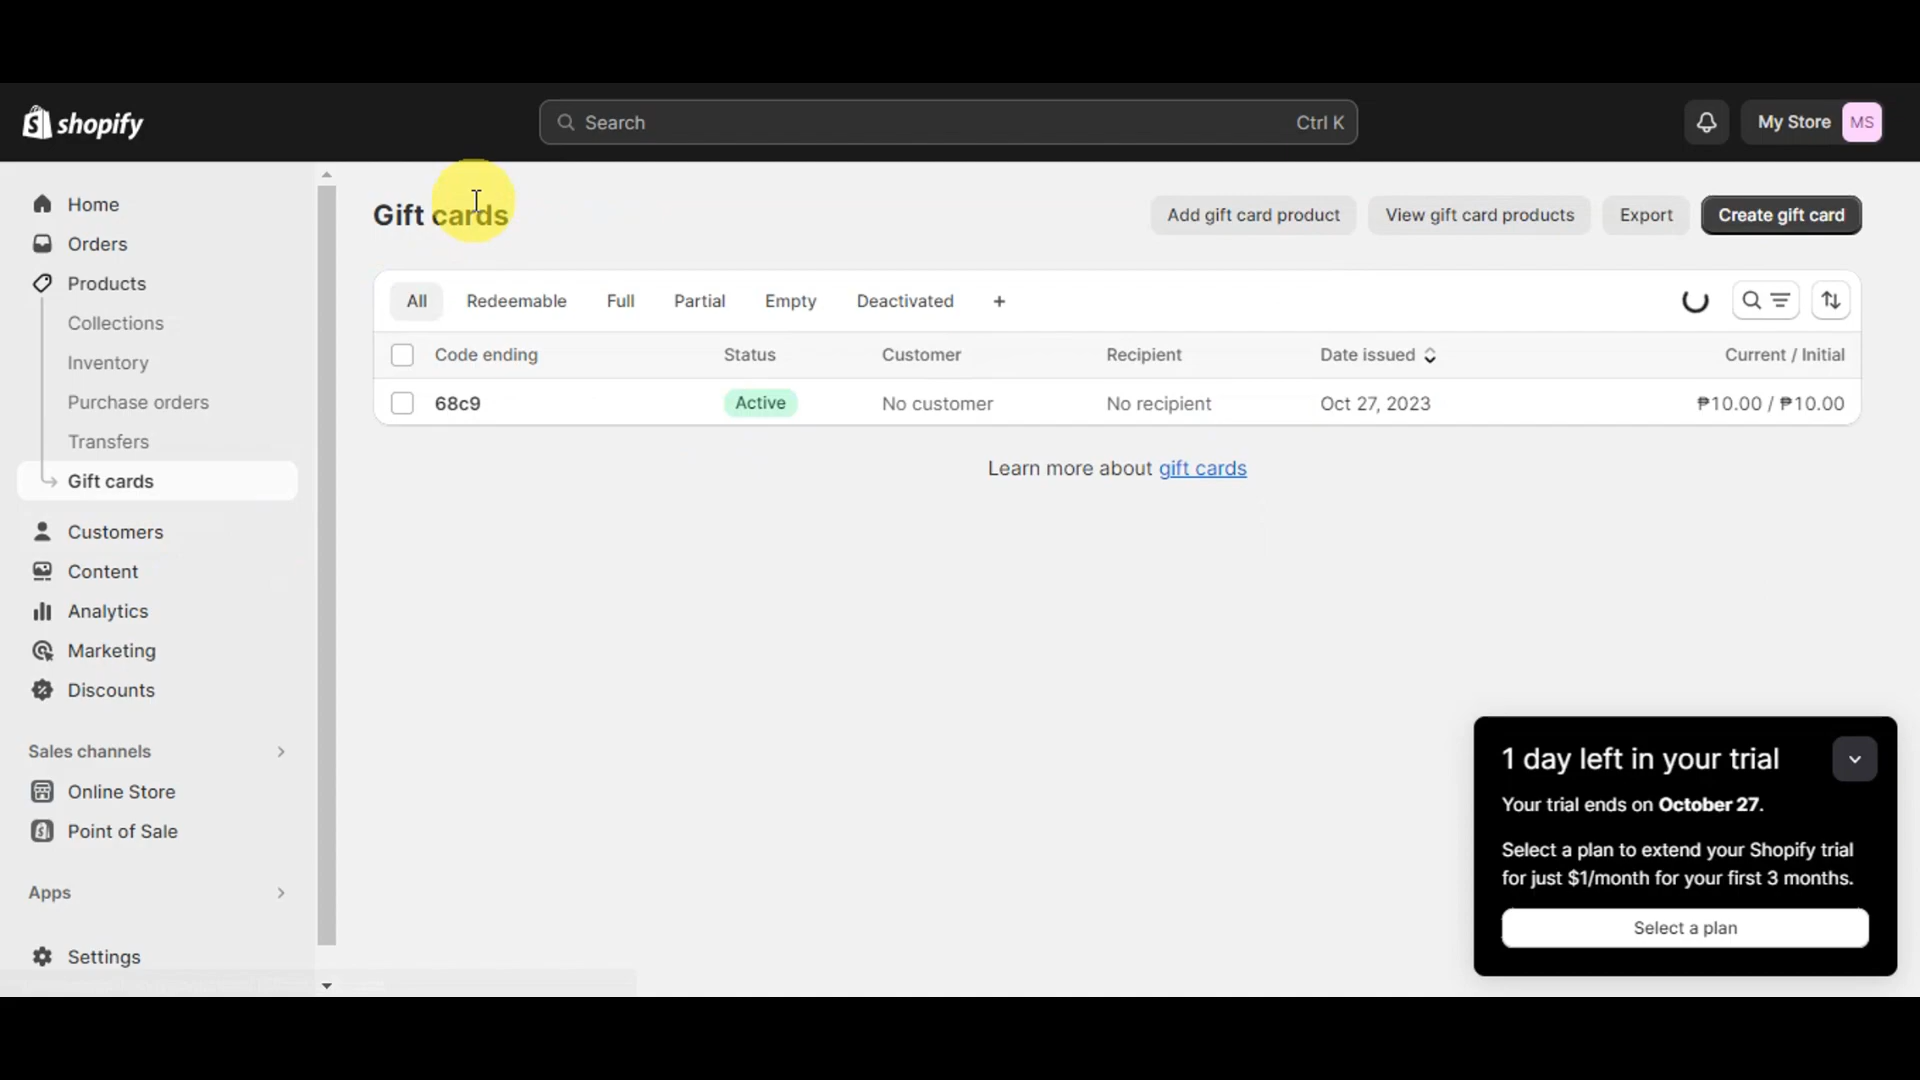 shopify
Search Ctrl K
My Store MS
Home
Orders
Products
Collections
Inventory
Purchase orders
Transfers
Gift cards
Customers
Content
Analytics
Marketing
Discounts
Sales channels
Online Store
Point of Sale
Apps
Settings
Gift cards
Add gift card product View gift card products Export Create gift card
All Redeemable Full Partial Empty Deactivated +
Code ending Status Customer Recipient Date issued Current / Initial
68c9 Active No customer No recipient Oct 27, 2023 ₱10.00 / ₱10.00
Learn more about gift cards
1 day left in your trial
Your trial ends on October 27.
Select a plan to extend your Shopify trial
for just $1/month for your first 3 months.
Select a plan